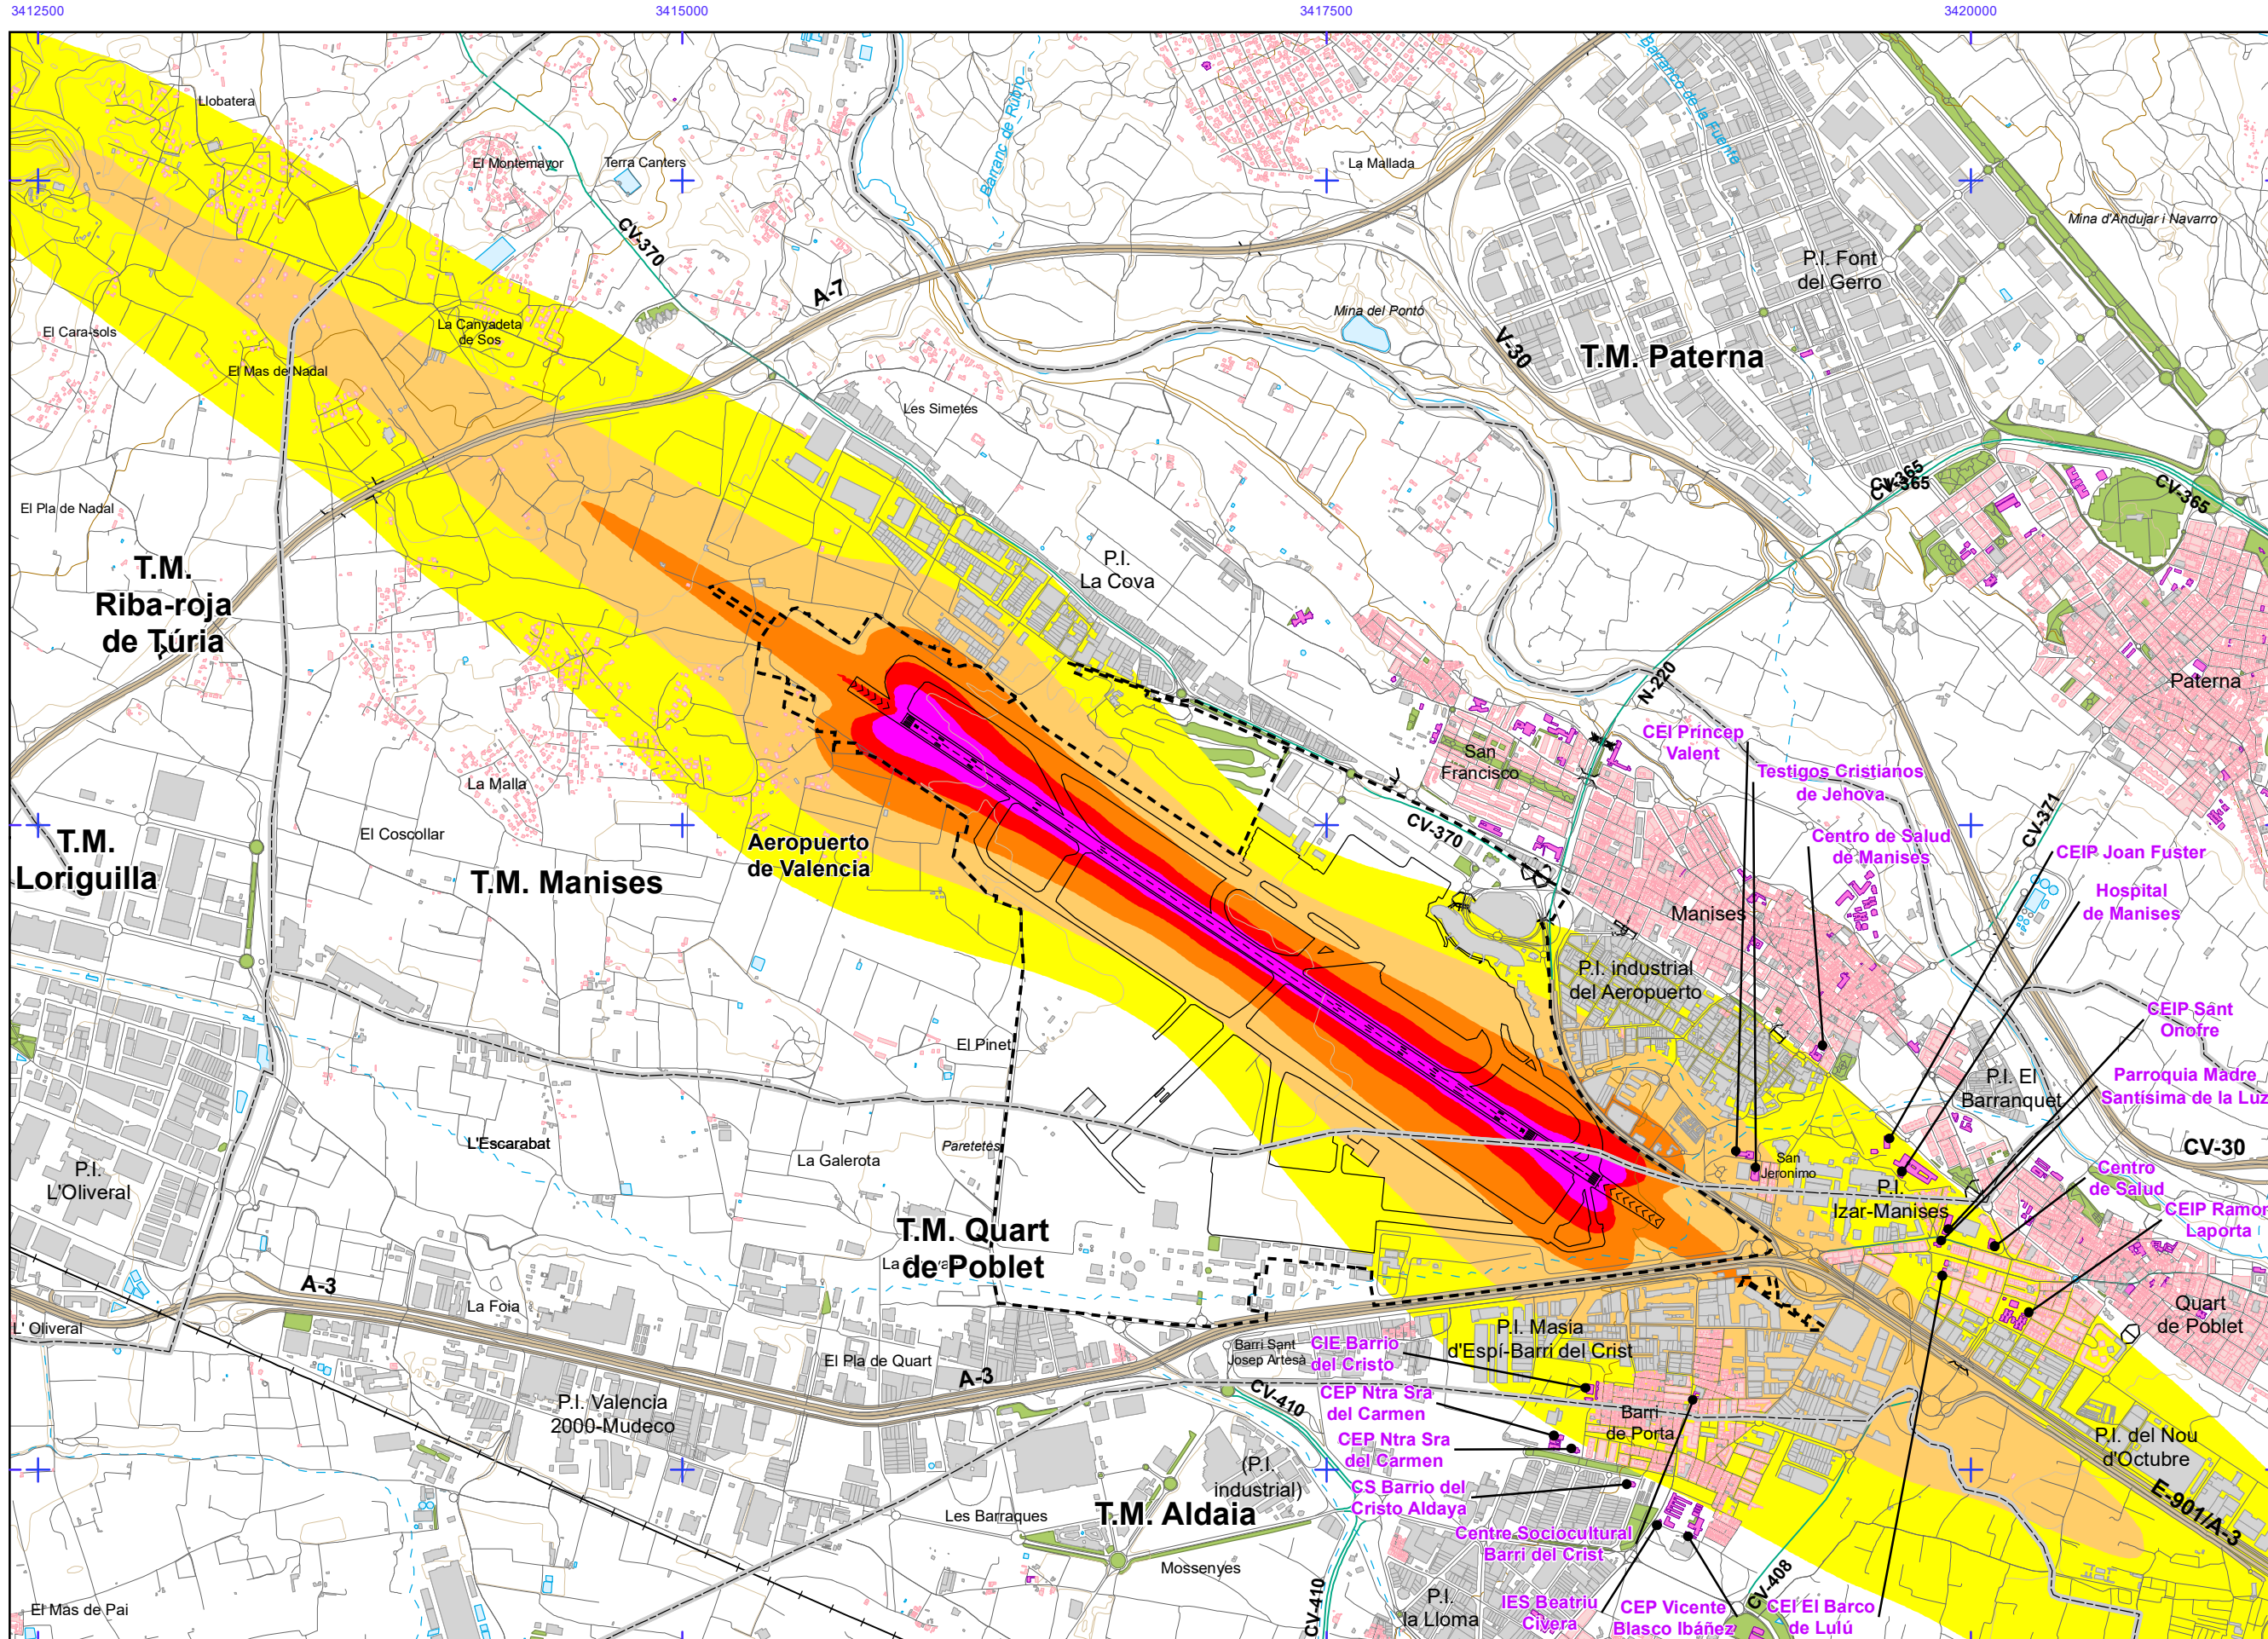 3412500
3415000
3417500
3420000
Llobatera
El Montemayor
Terra Canters
Barranc de Rubio
La Mallada
Barranco de la Fuente
Mina d'Andujar i Navarro
CV-370
A-7
P.I. Font
del Gerro
El Cara-sols
La Canyadeta
de Sos
Mina del Pontó
V-30
T.M. Paterna
El Mas de Nadal
Les Simetes
CV-365
CV-365
CV-365
El Pla de Nadal
P.I.
La Cova
T.M.
Riba-roja
de Túria
Paterna
N-220
CEI Príncep
Valent
San
Francisco
Testigos Cristianos
de Jehova
La Malla
El Coscollar
Aeropuerto
de Valencia
CV-370
CV-371
Centro de Salud
de Manises
CEIP Joan Fuster
T.M.
Loriguilla
T.M. Manises
Hospital
de Manises
Manises
P.I. industrial
del Aeropuerto
CEIP Sant
Onofre
El Pinet
P.I. El
Barranquet
Parroquia Madre
Santísima de la Luz
L'Escarabat
Paretetes
La Galerota
CV-30
San
Jeronimo
Centro
de Salud
P.I.
L'Oliveral
P.I.
Izar-Manises
CEIP Ramon
Laporta
T.M. Quart
de Poblet
A-3
La Foia
L' Oliveral
Quart
de Poblet
P.I. Masia
d'Espí-Barri del Crist
Barri Sant
Josep Artesà
CIE Barrio
del Cristo
El Pla de Quart
A-3
CV-410
CEP Ntra Sra
del Carmen
P.I. Valencia
2000-Mudeco
Barri
de Porta
CEP Ntra Sra
del Carmen
P.I. del Nou
d'Octubre
(P.I.
industrial)
CS Barrio del
Cristo Aldaya
E-901/A-3
Les Barraques
T.M. Aldaia
Centre Sociocultural
Barri del Crist
Mossenyes
CV-408
CV-410
P.I.
la Lloma
IES Beatriu
Civera
CEP Vicente
Blasco Ibáñez
CEI El Barco
de Lulú
El Mas de Pai